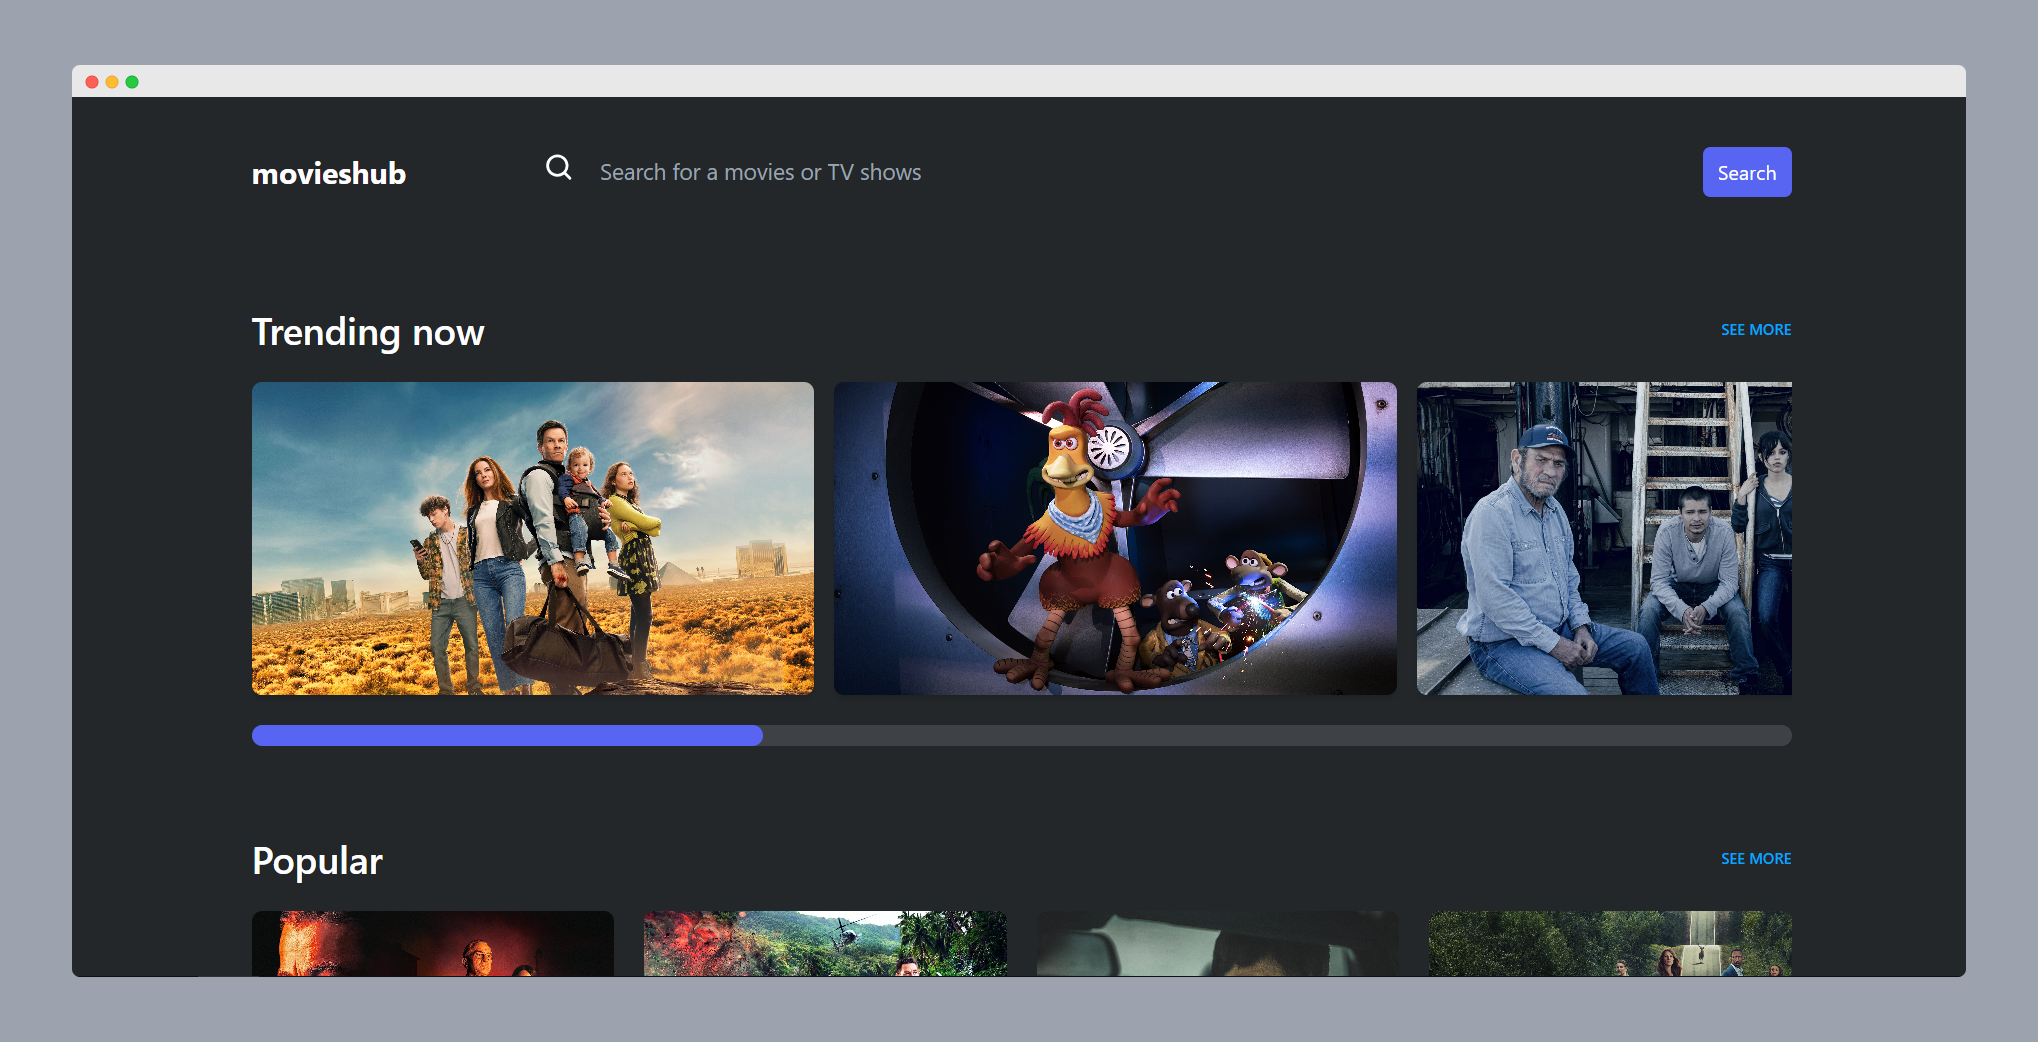 movieshub
Search for a movies or TV shows
Search
Trending now
SEE MORE
Popular
SEE MORE